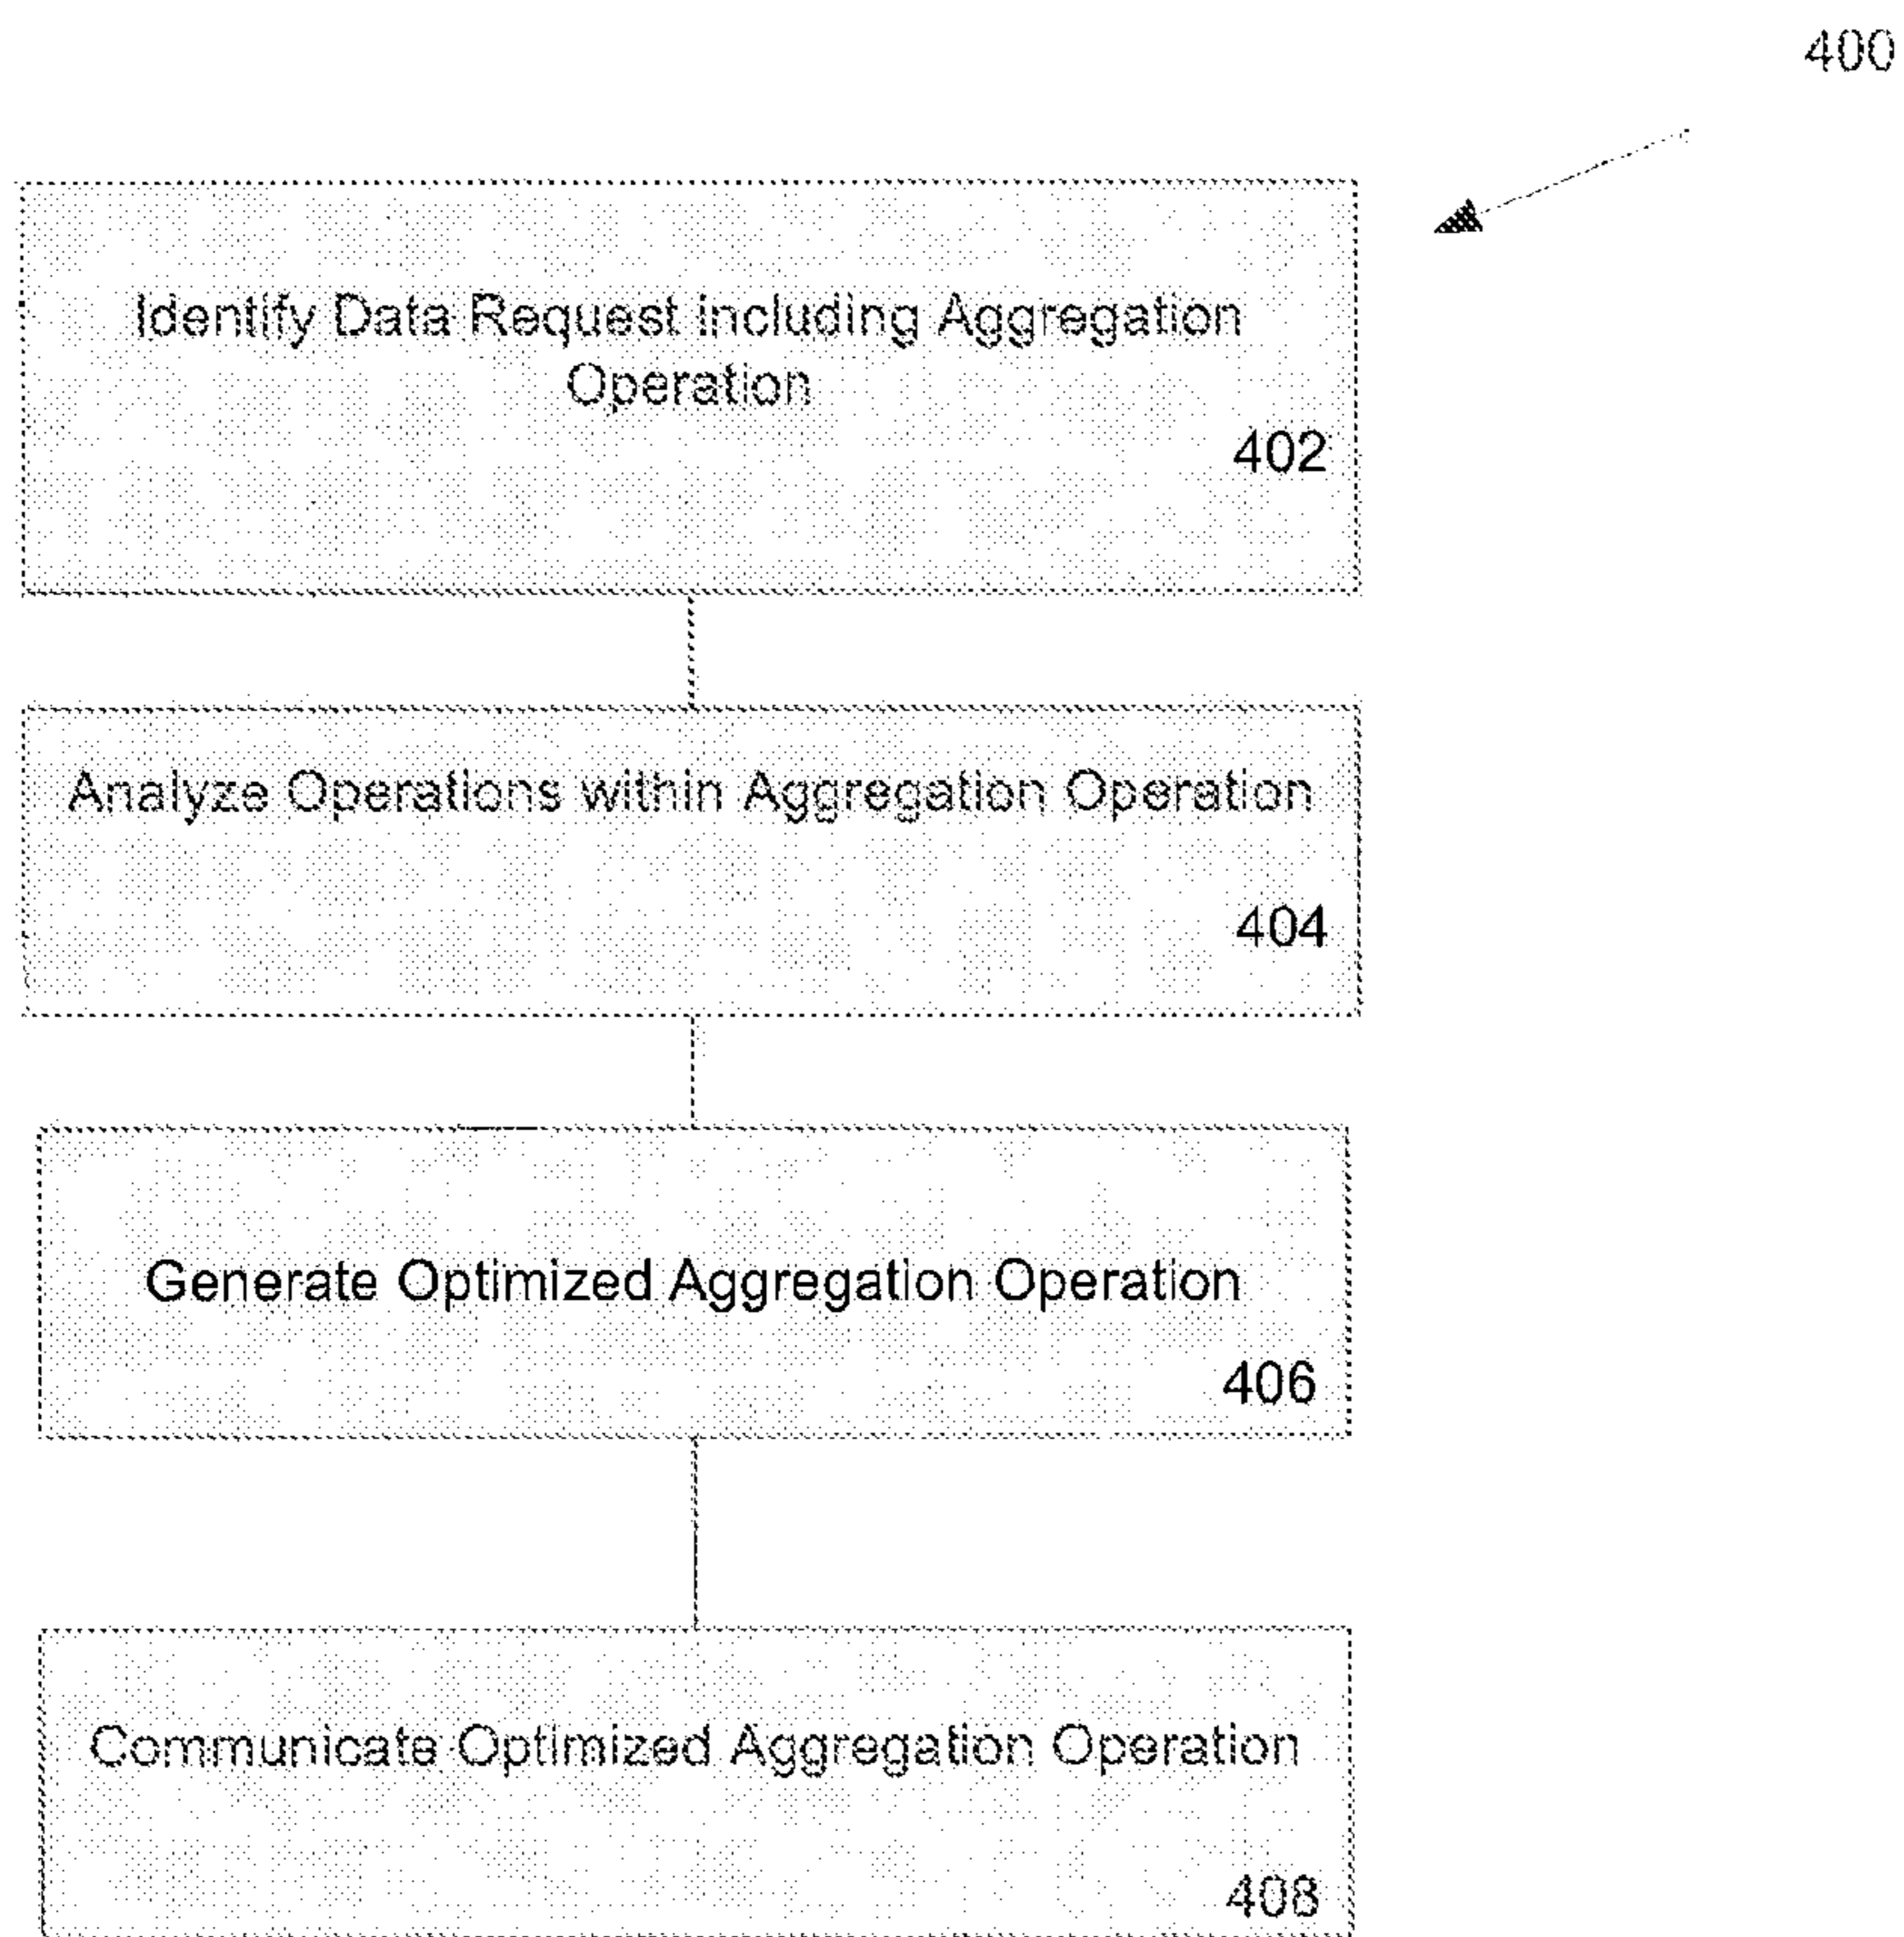 400
Identify Data Request including Aggregation
Operation
402
Analyze Operations within Aggregation Operation
404
Generate Optimized Aggregation Operation
406
Communicate Optimized Aggregation Operation
408